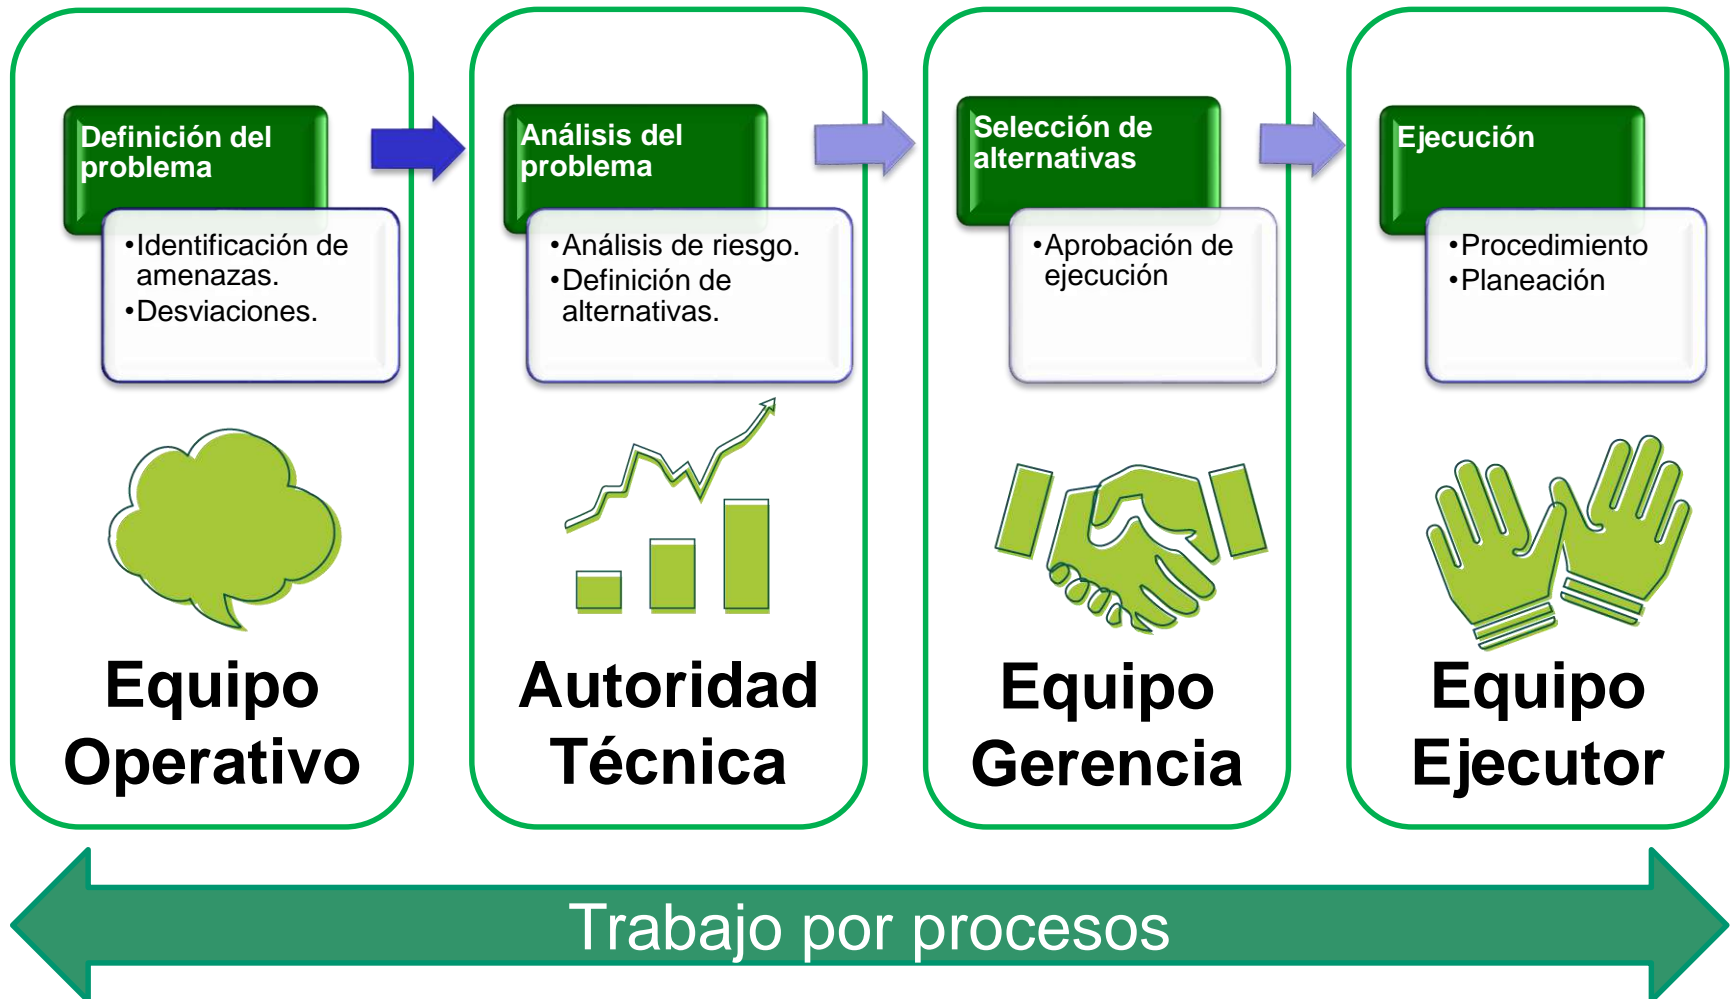 Definición del
problema
•Identificación de
amenazas.
•Desviaciones.
Equipo
Operativo
Análisis del
problema
•Análisis de riesgo.
•Definición de
alternativas.
Autoridad
Técnica
Selección de
alternativas
•Aprobación de
ejecución
Equipo
Gerencia
Ejecución
•Procedimiento
•Planeación
Equipo
Ejecutor
Trabajo por procesos